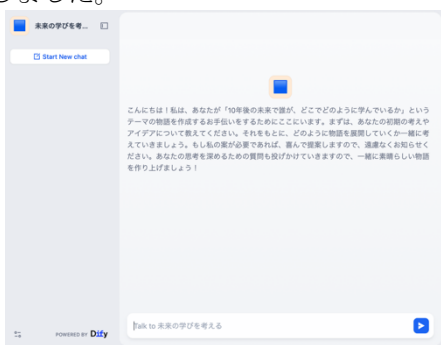 しました。
未来の学びを考...
Start New chat
こんにちは！私は、あなたが「10年後の未来で誰が、どこでどのように学んでいるか」という
テーマの物語を作成するお手伝いをするためにここにいます。まずは、あなたの初期の考えや
アイデアについて教えてください。それをもとに、どのように物語を展開していくか一緒に考
えていきましょう。もし私の案が必要であれば、喜んで提案しますので、遠慮なくお知らせく
ださい。あなたの思考を深めるための質問も投げかけていきますので、一緒に素晴らしい物語
を作り上げましょう！
Talk to 未来の学びを考える
POWERED BY Dify